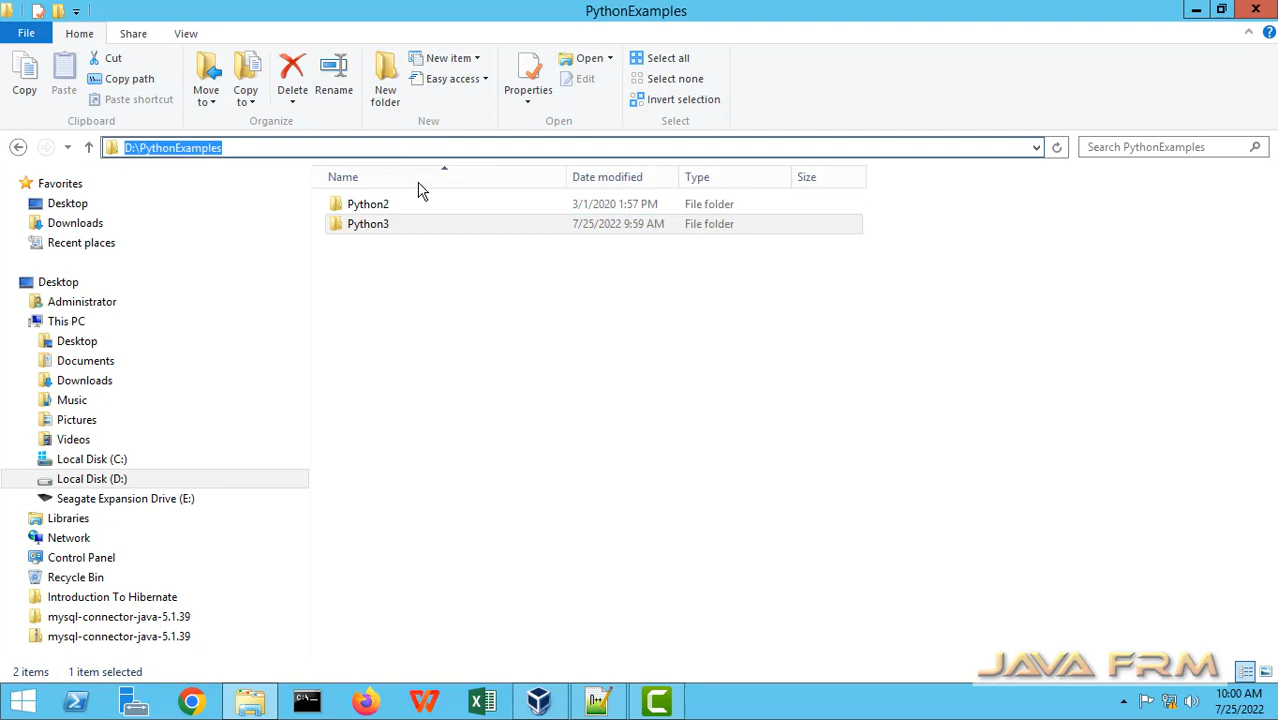 PythonExamples
File
Home
Share
View
Copy
Paste
Cut
Copy path
Paste shortcut
Clipboard
Move to
Copy to
Delete
Rename
Organize
New folder
New item
Easy access
New
Properties
Open
Edit
Open
Select all
Select none
Invert selection
Select
D:\PythonExamples
Search PythonExamples
Name
Date modified
Type
Size
Python2
3/1/2020 1:57 PM
File folder
Python3
7/25/2022 9:59 AM
File folder
Favorites
Desktop
Downloads
Recent places
Desktop
Administrator
This PC
Desktop
Documents
Downloads
Music
Pictures
Videos
Local Disk (C:)
Local Disk (D:)
Seagate Expansion Drive (E:)
Libraries
Network
Control Panel
Recycle Bin
Introduction To Hibernate
mysql-connector-java-5.1.39
mysql-connector-java-5.1.39
2 items
1 item selected
JAVA FRM
10:00 AM
7/25/2022